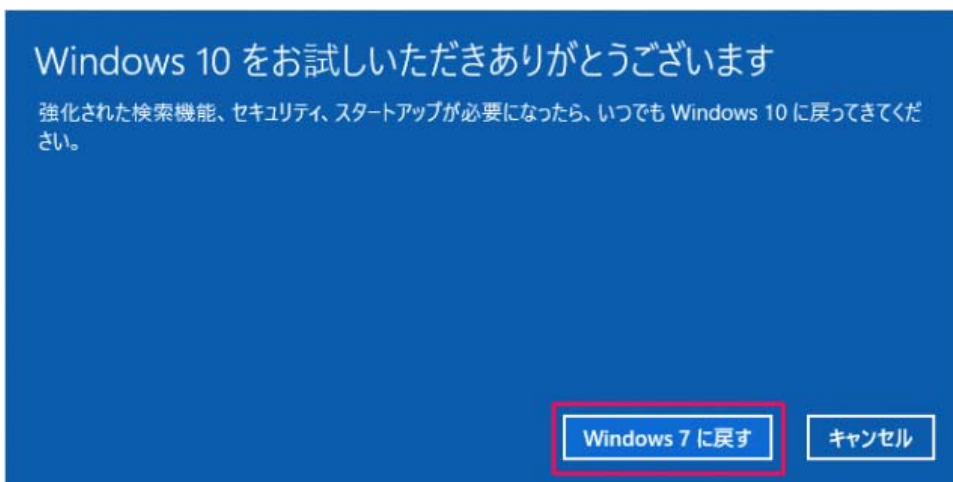 Windows 10 をお試しいただきありがとうございます
強化された検索機能、セキュリティ、スタートアップが必要になったら、いつでも Windows 10 に戻ってきてくだ
さい。
Windows 7 に戻す
キャンセル